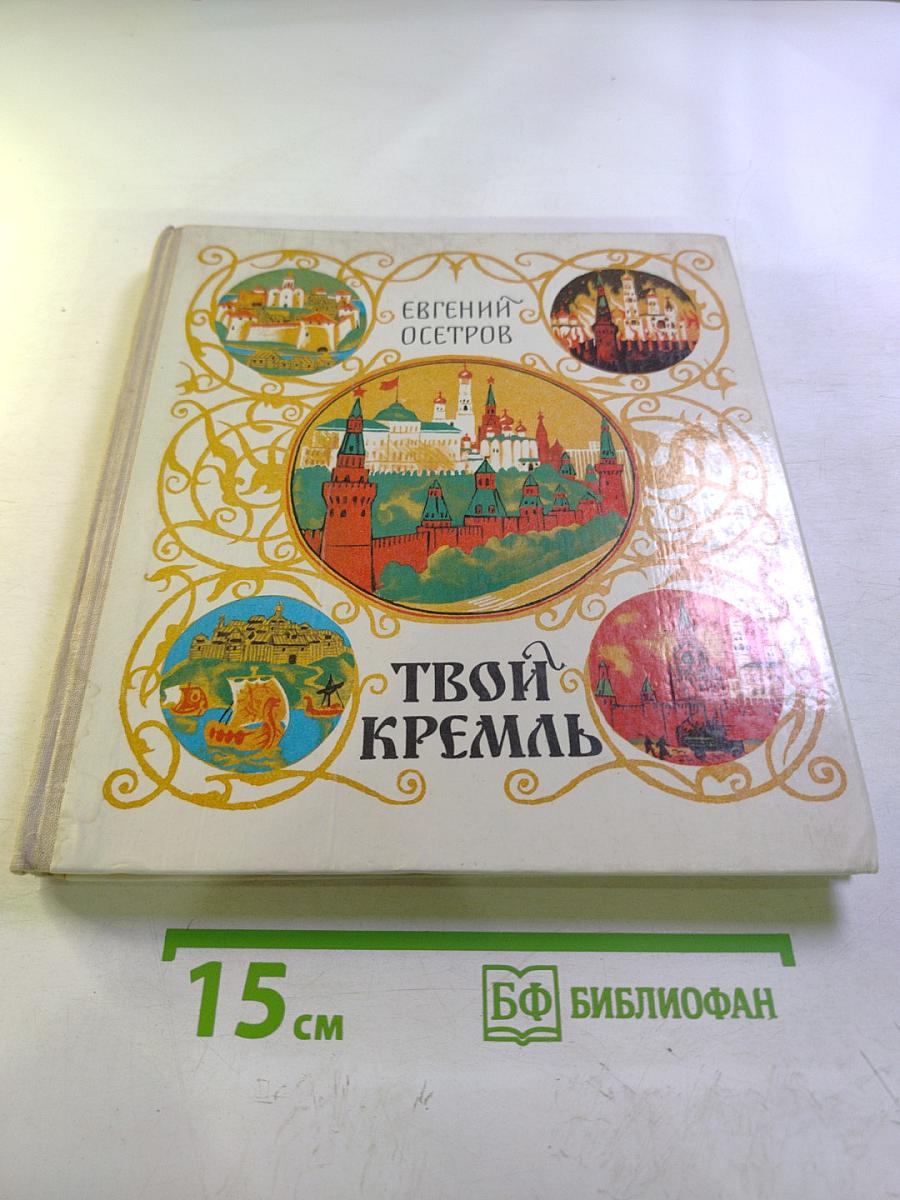 ЕВГЕНИЙ
ОСЕТРОВ
ТВОЙ
КРЕМЛЬ
15 см
БФ БИБЛИОФАН